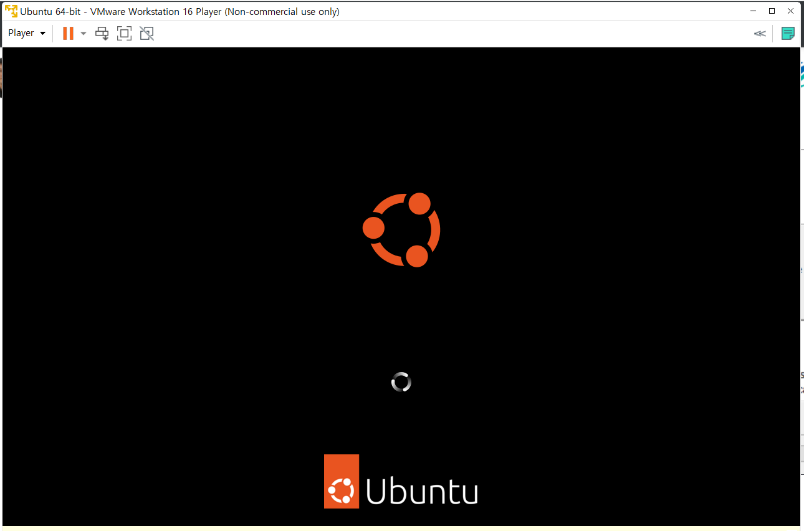 Ubuntu 64-bit - VMware Workstation 16 Player (Non-commercial use only)
Player
Ubuntu